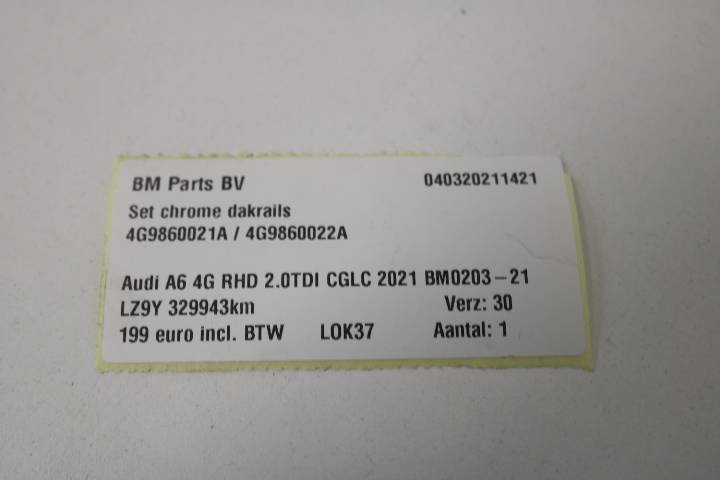 BM Parts BV 040320211421
Set chrome dakrails
4G9860021A / 4G9860022A
Audi A6 4G RHD 2.0TDI CGLC 2021 BM0203-21
LZ9Y 329943km Verz: 30
199 euro incl. BTW LOK37 Aantal: 1